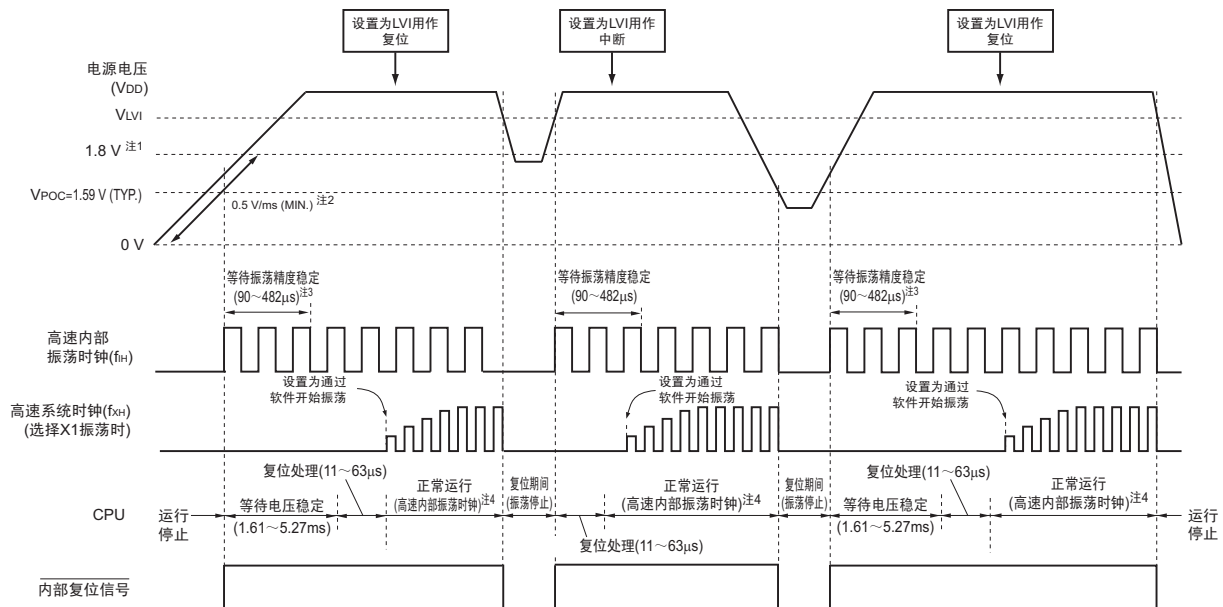 设置为LVI用作
复位
设置为LVI用作
中断
设置为LVI用作
复位
电源电压
(VDD)
VLVI
1.8 V 注1
VPOC=1.59 V (TYP.)
0.5 V/ms (MIN.) 注2
0 V
等待振荡精度稳定
(90～482μs)注3
等待振荡精度稳定
(90～482μs)
等待振荡精度稳定
(90～482μs)注3
高速内部
振荡时钟(fIH)
设置为通过
软件开始振荡
设置为通过
软件开始振荡
设置为通过
软件开始振荡
高速系统时钟(fXH)
(选择X1振荡时)
复位处理(11～63μs)
复位处理(11～63μs)
CPU
运行
停止
等待电压稳定
(1.61～5.27ms)
正常运行
(高速内部振荡时钟)注4
复位期间
(振荡停止)
正常运行
(高速内部振荡时钟)注4
复位期间
(振荡停止)
等待电压稳定
(1.61～5.27ms)
正常运行
(高速内部振荡时钟)注4
运行
停止
复位处理(11～63μs)
内部复位信号